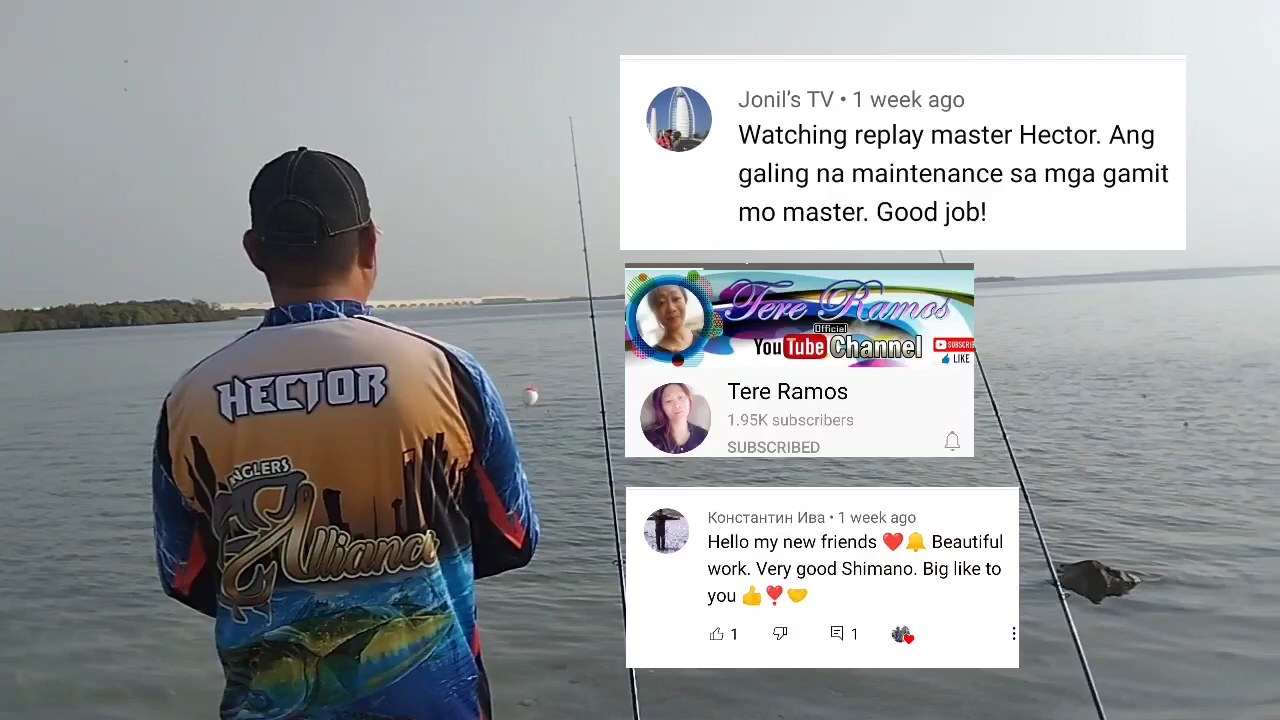 Jonil’s TV • 1 week ago
Watching replay master Hector. Ang
galing na maintenance sa mga gamit
mo master. Good job!
Tere Ramos
Official
YouTube Channel
SUBSCRIB
LIKE
Tere Ramos
1.95K subscribers
SUBSCRIBED
Константин Ива • 1 week ago
Hello my new friends ❤️🔔 Beautiful
work. Very good Shimano. Big like to
you 👍❣️🤝
1
1
HECTOR
ANGLERS
Alliance